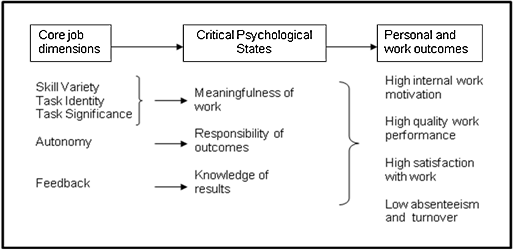 Core job
dimensions
Critical Psychological
States
Personal and
work outcomes
Skill Variety
Task Identity
Task Significance
Meaningfulness of
work
Autonomy
Responsibility of
outcomes
Feedback
Knowledge of
results
High internal work
motivation
High quality work
performance
High satisfaction
with work
Low absenteeism
and turnover